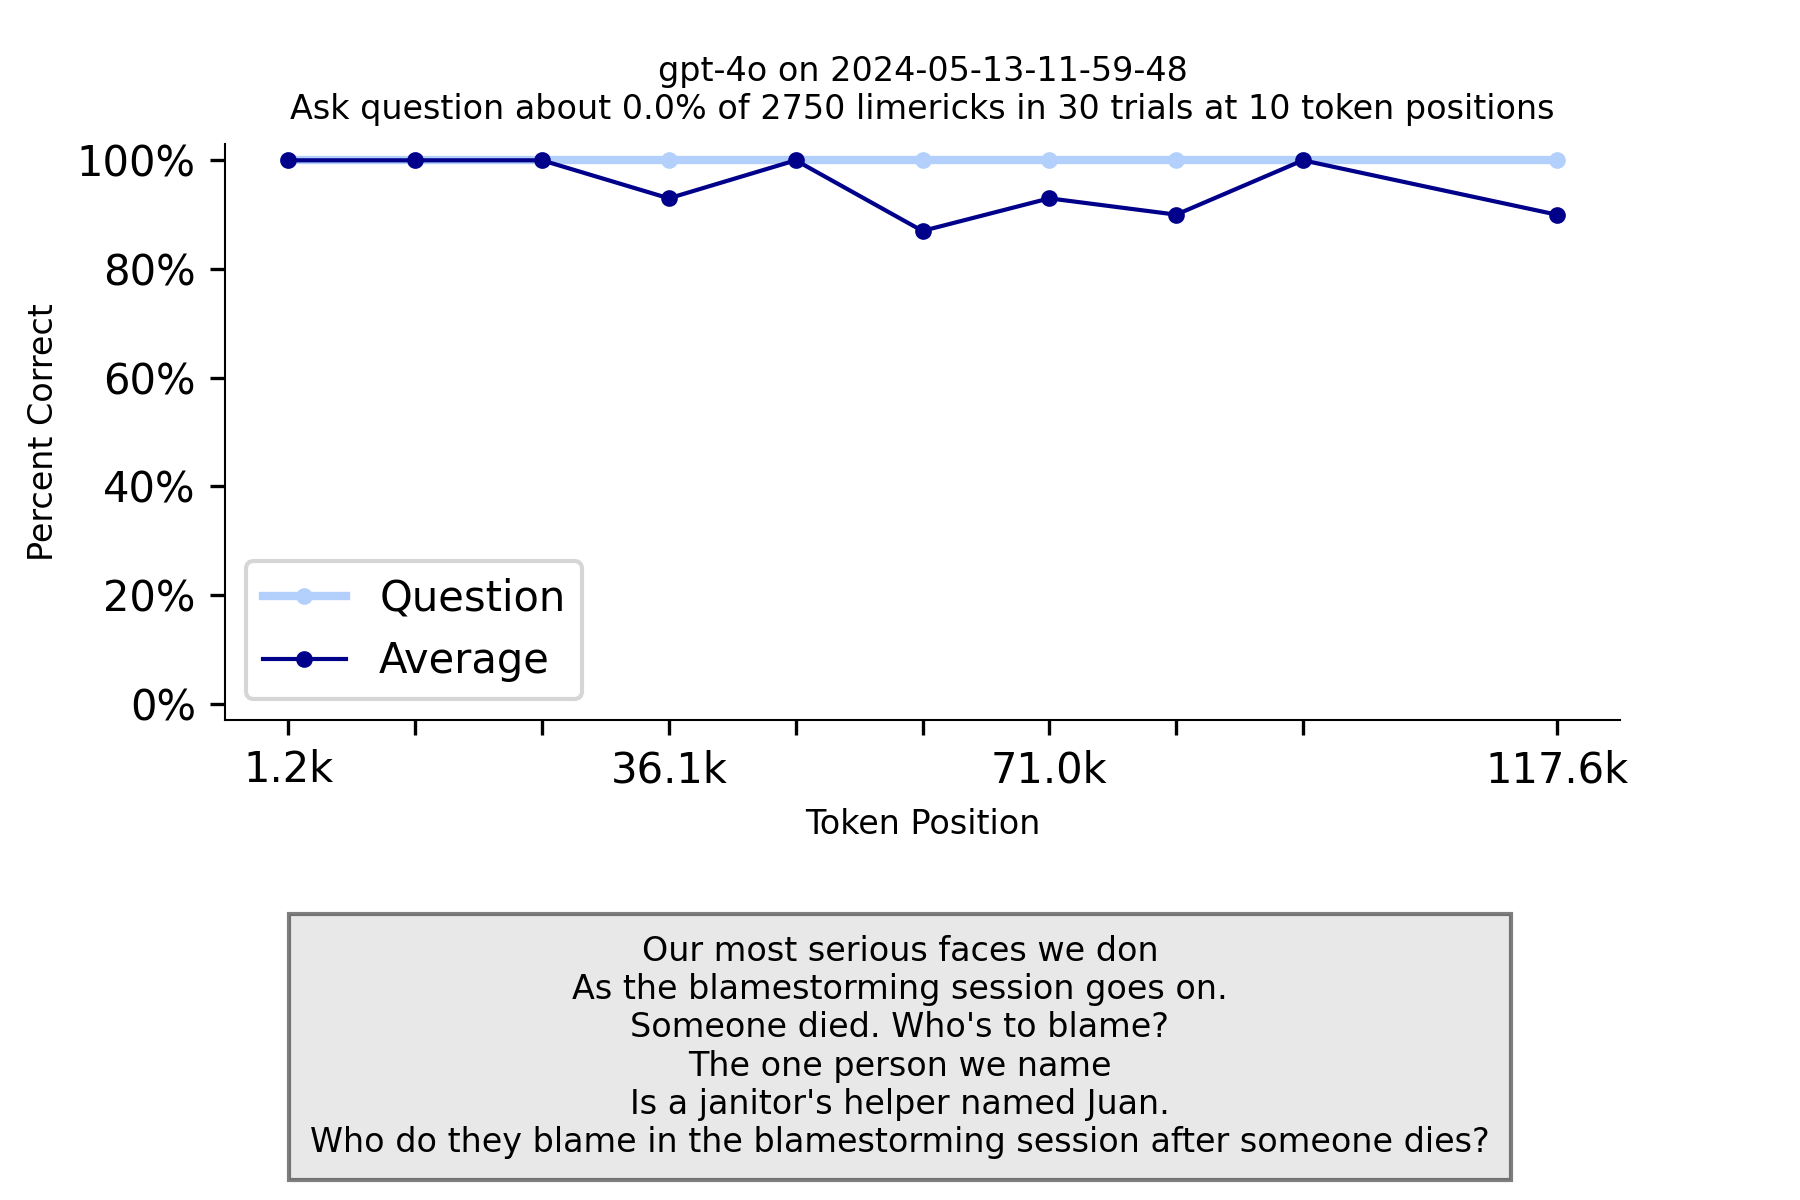 gpt-4o on 2024-05-13-11-59-48
Ask question about 0.0% of 2750 limericks in 30 trials at 10 token positions
100%
80%
60%
40%
20%
0%
Percent Correct
Question
Average
1.2k
36.1k
71.0k
117.6k
Token Position
Our most serious faces we don
As the blamestorming session goes on.
Someone died. Who's to blame?
The one person we name
Is a janitor's helper named Juan.
Who do they blame in the blamestorming session after someone dies?